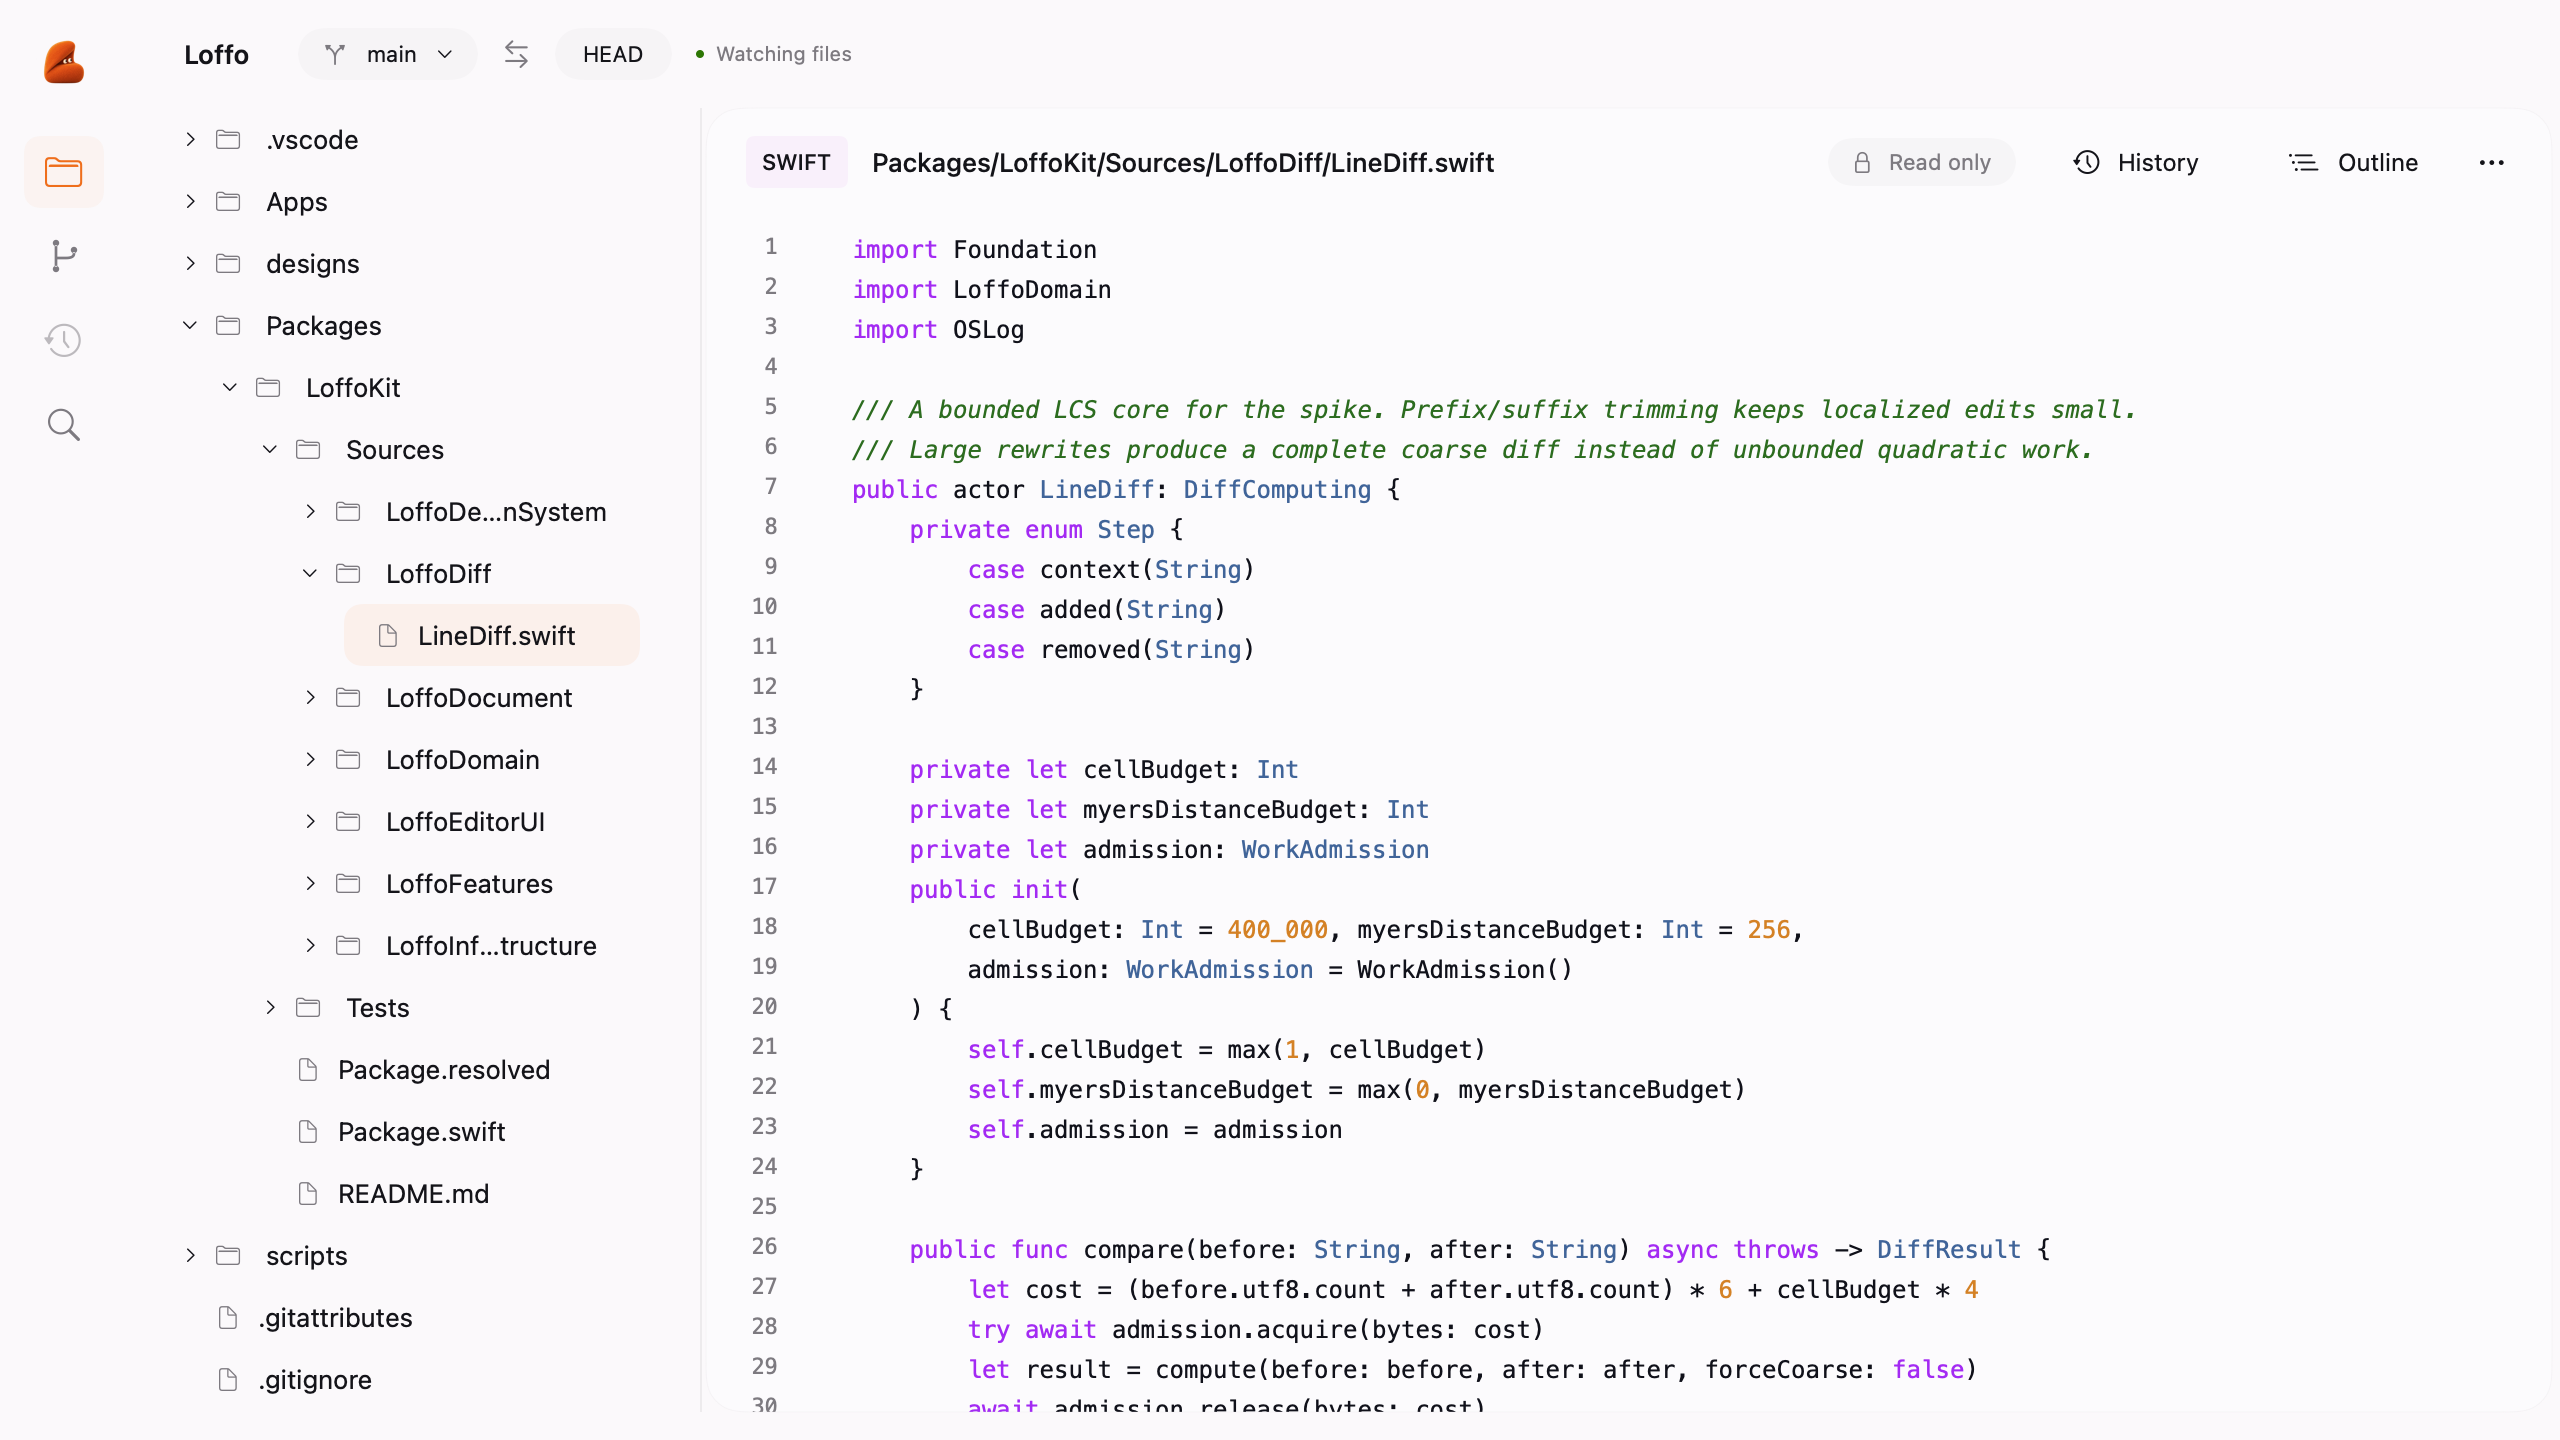 Loffo
main
HEAD
Watching files
.vscode
Apps
designs
Packages
LoffoKit
Sources
LoffoDe...nSystem
LoffoDiff
LineDiff.swift
LoffoDocument
LoffoDomain
LoffoEditorUI
LoffoFeatures
LoffoInf...tructure
Tests
Package.resolved
Package.swift
README.md
scripts
.gitattributes
.gitignore
SWIFT Packages/LoffoKit/Sources/LoffoDiff/LineDiff.swift
Read only
History
Outline
1 import Foundation
2 import LoffoDomain
3 import OSLog
4
5 /// A bounded LCS core for the spike. Prefix/suffix trimming keeps localized edits small.
6 /// Large rewrites produce a complete coarse diff instead of unbounded quadratic work.
7 public actor LineDiff: DiffComputing {
8     private enum Step {
9         case context(String)
10         case added(String)
11         case removed(String)
12     }
13
14     private let cellBudget: Int
15     private let myersDistanceBudget: Int
16     private let admission: WorkAdmission
17     public init(
18         cellBudget: Int = 400_000, myersDistanceBudget: Int = 256,
19         admission: WorkAdmission = WorkAdmission()
20     ) {
21         self.cellBudget = max(1, cellBudget)
22         self.myersDistanceBudget = max(0, myersDistanceBudget)
23         self.admission = admission
24     }
25
26     public func compare(before: String, after: String) async throws -> DiffResult {
27         let cost = (before.utf8.count + after.utf8.count) * 6 + cellBudget * 4
28         try await admission.acquire(bytes: cost)
29         let result = compute(before: before, after: after, forceCoarse: false)
30         await admission.release(bytes: cost)